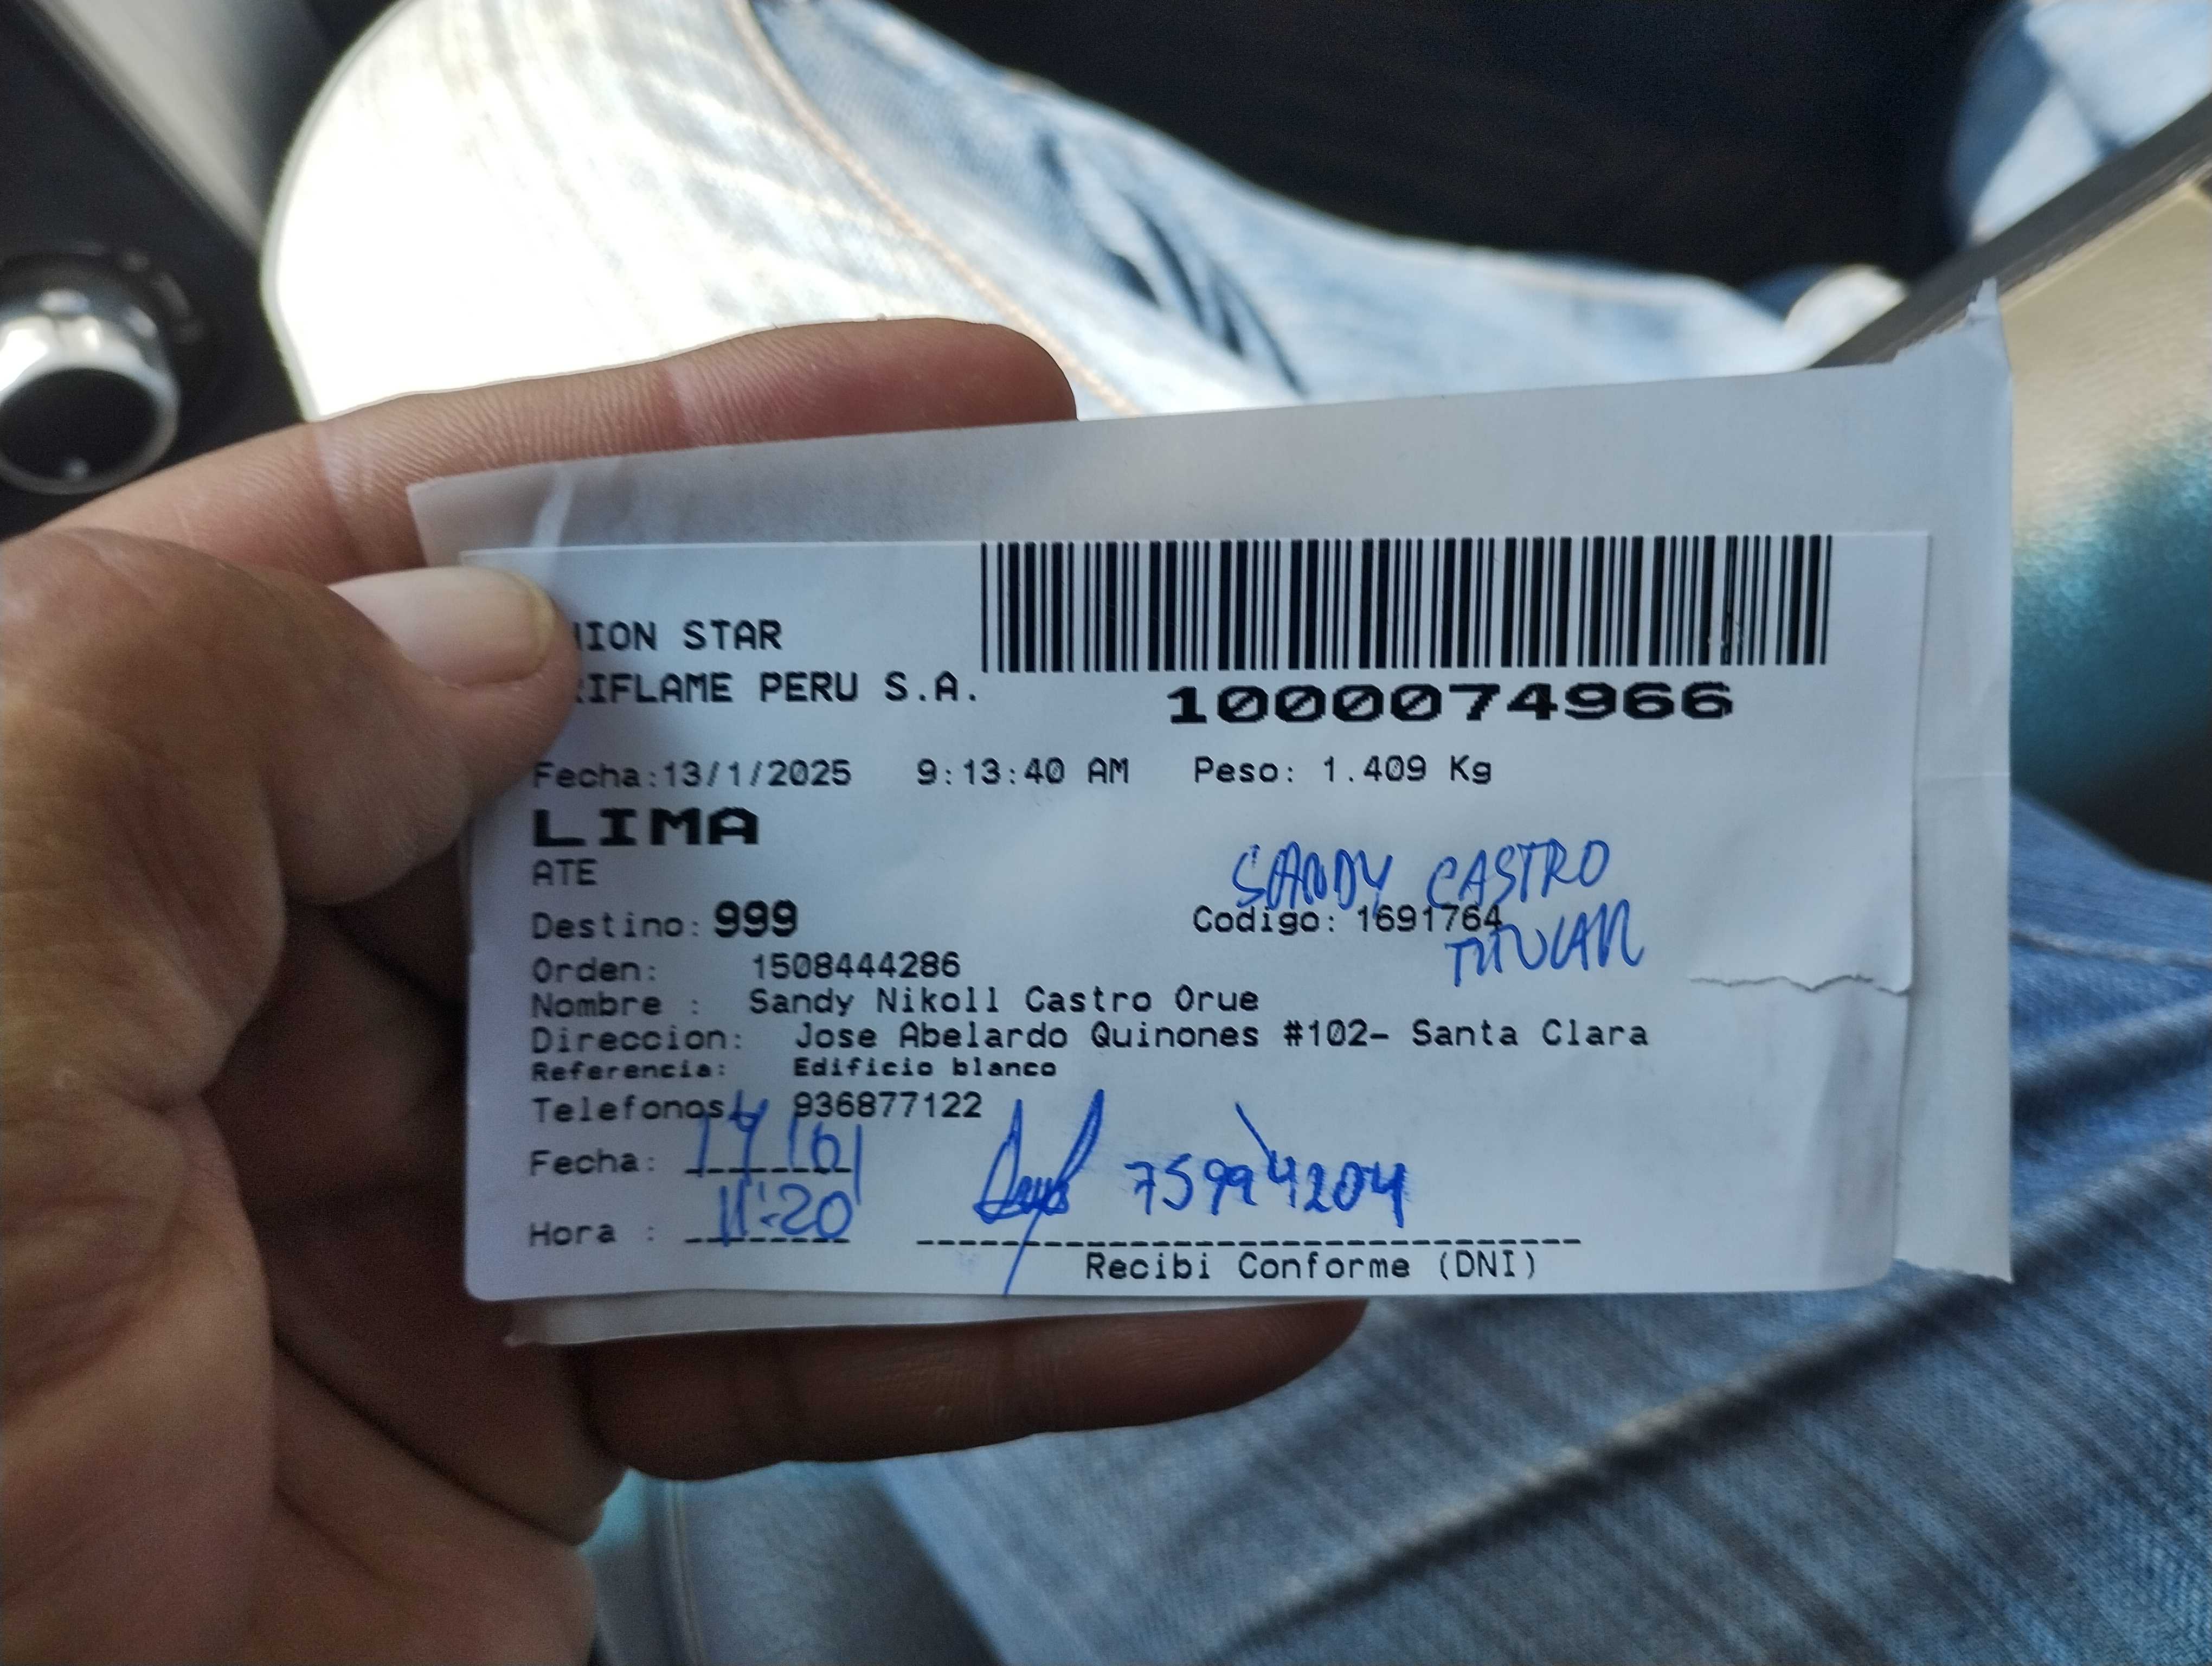 NION STAR
RIFLAME PERU S.A.
1000074966
Fecha:13/1/2025 9:13:40 AM Peso: 1.409 Kg
LIMA
ATE
SANDY CASTRO
Destino: 999 Codigo: 1691764
TITULAR
Orden: 1508444286
Nombre : Sandy Nikoll Castro Orue
Direccion: Jose Abelardo Quinones #102- Santa Clara
Referencia: Edificio blanco
Telefonos: 936877122
Fecha: 14/01
75994204
Hora : 11:20
Recibi Conforme (DNI)